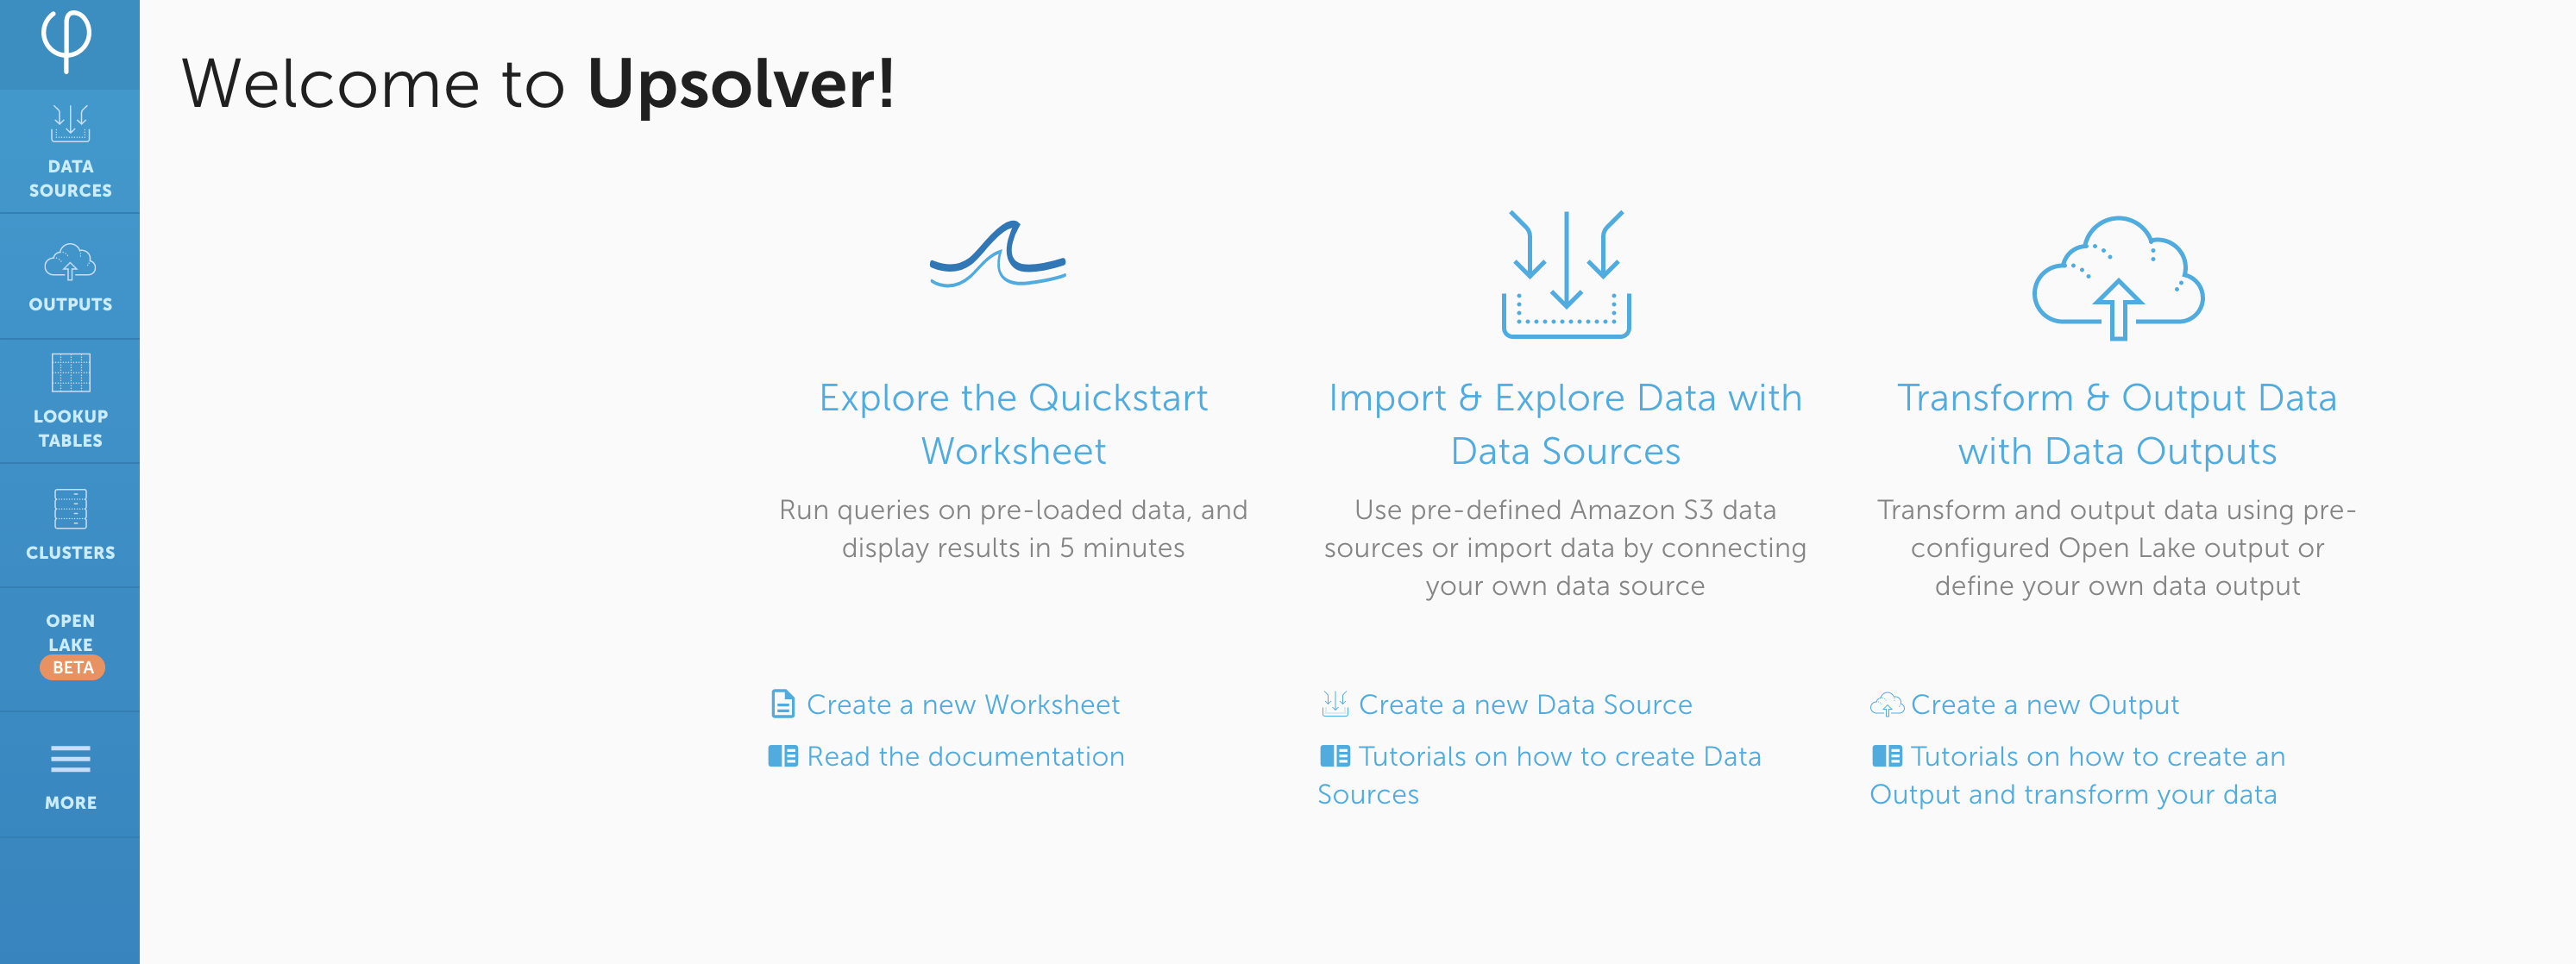 Welcome to Upsolver!
DATA
SOURCES
OUTPUTS
LOOKUP
TABLES
CLUSTERS
OPEN
LAKE
BETA
MORE
Explore the Quickstart
Worksheet
Run queries on pre-loaded data, and
display results in 5 minutes
Create a new Worksheet
Read the documentation
Import & Explore Data with
Data Sources
Use pre-defined Amazon S3 data
sources or import data by connecting
your own data source
Create a new Data Source
Tutorials on how to create Data
Sources
Transform & Output Data
with Data Outputs
Transform and output data using pre-
configured Open Lake output or
define your own data output
Create a new Output
Tutorials on how to create an
Output and transform your data